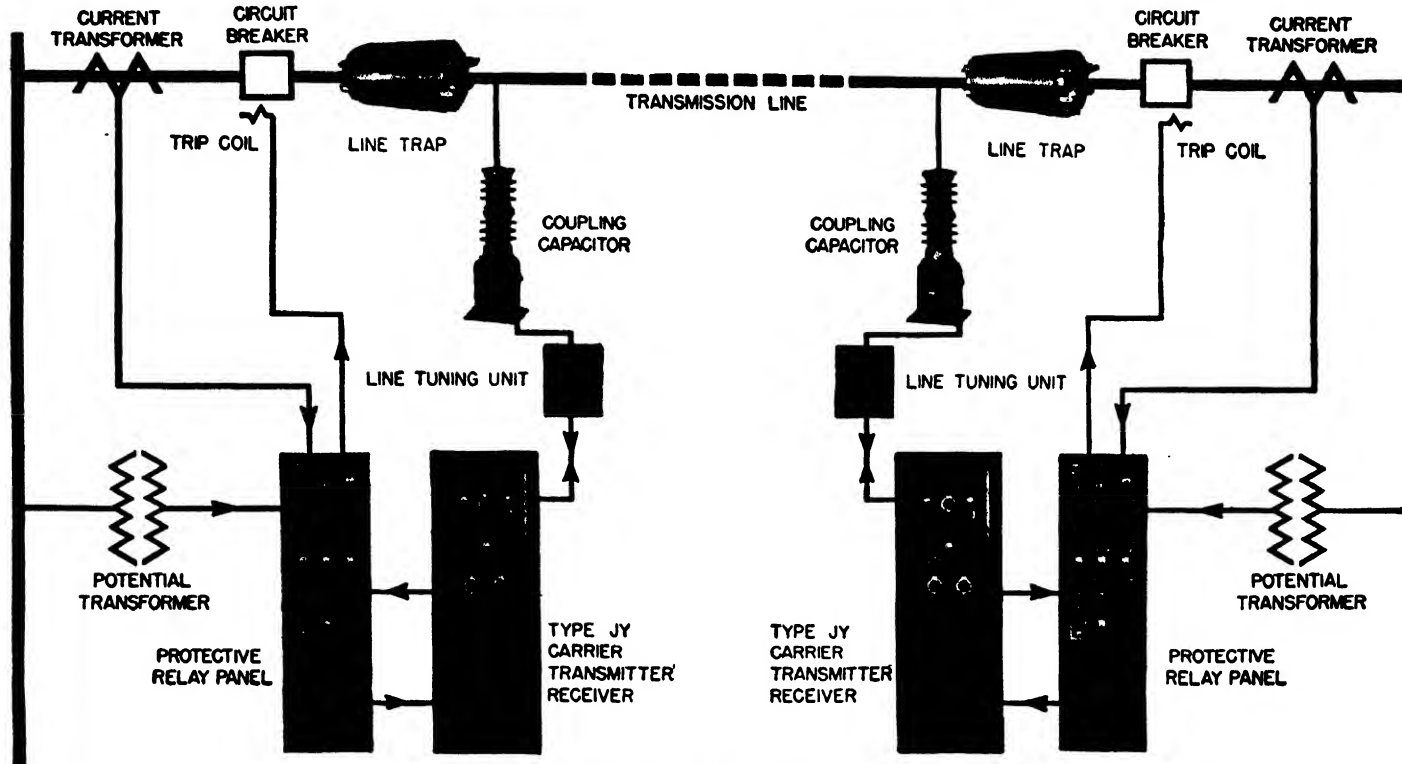 CURRENT
TRANSFORMER
CIRCUIT
BREAKER
TRIP COIL
LINE TRAP
TRANSMISSION LINE
COUPLING
CAPACITOR
LINE TUNING UNIT
POTENTIAL
TRANSFORMER
PROTECTIVE
RELAY PANEL
TYPE JY
CARRIER
TRANSMITTER
RECEIVER
CIRCUIT
BREAKER
CURRENT
TRANSFORMER
LINE TRAP
TRIP COIL
COUPLING
CAPACITOR
LINE TUNING UNIT
TYPE JY
CARRIER
TRANSMITTER
RECEIVER
PROTECTIVE
RELAY PANEL
POTENTIAL
TRANSFORMER